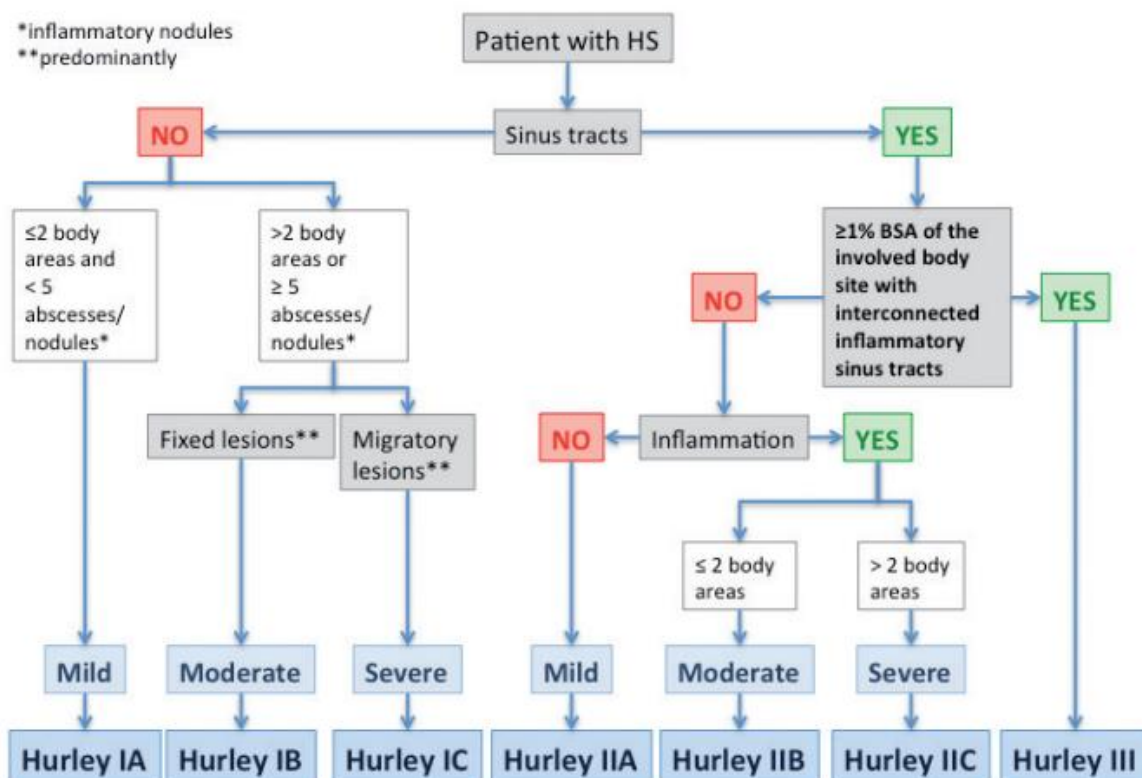 *inflammatory nodules
**predominantly
Patient with HS
NO
Sinus tracts
YES
≤2 body
areas and
< 5
abscesses/
nodules*
>2 body
areas or
≥ 5
abscesses/
nodules*
≥1% BSA of the
involved body
site with
interconnected
inflammatory
sinus tracts
NO
YES
Fixed lesions**
Migratory
lesions**
NO
Inflammation
YES
≤ 2 body
areas
> 2 body
areas
Mild
Moderate
Severe
Mild
Moderate
Severe
Hurley IA
Hurley IB
Hurley IC
Hurley IIA
Hurley IIB
Hurley IIC
Hurley III